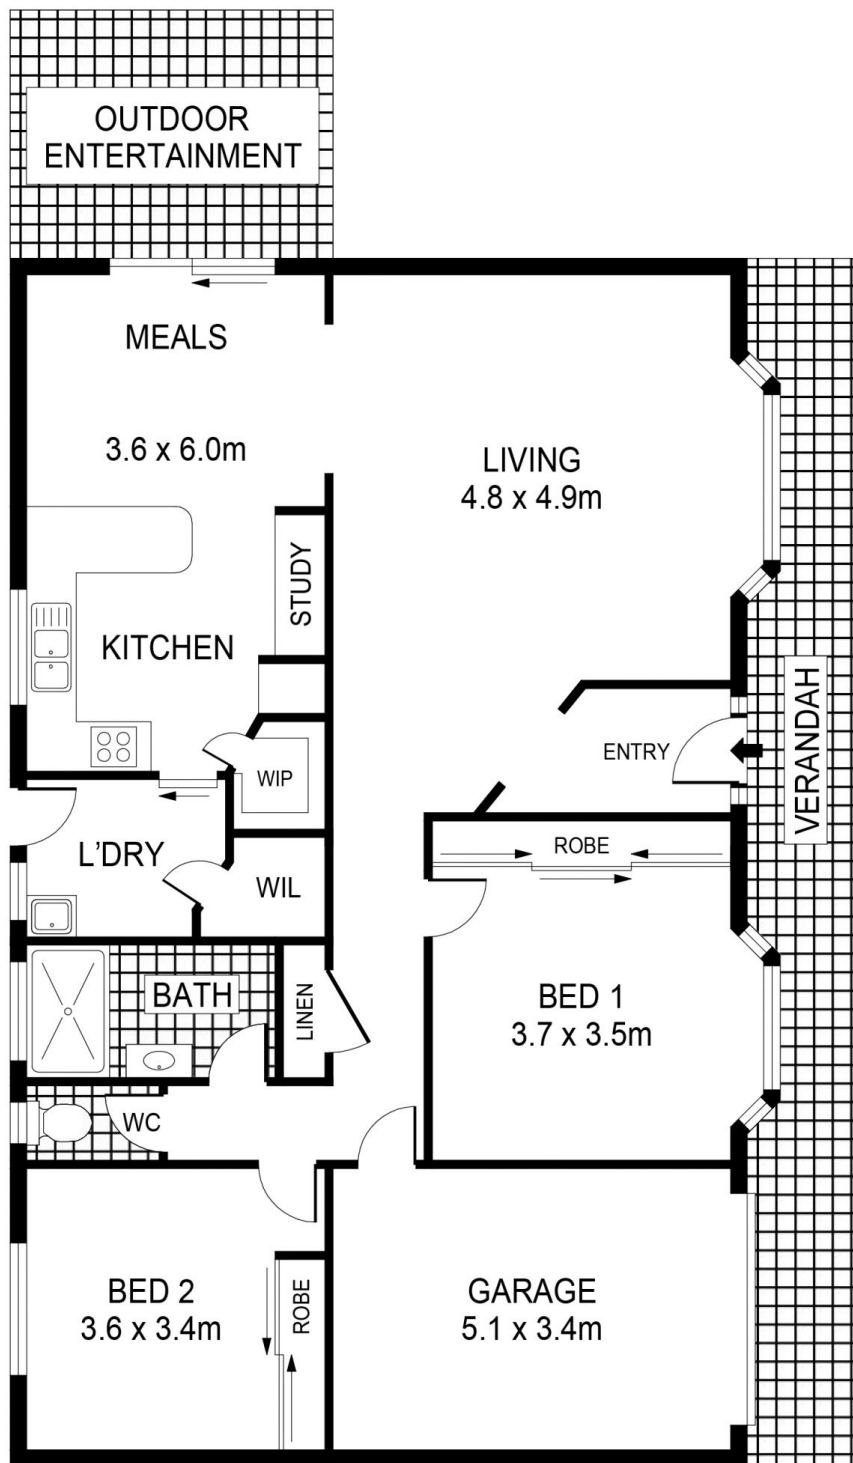 OUTDOOR
ENTERTAINMENT
MEALS
3.6 x 6.0m
LIVING
4.8 x 4.9m
STUDY
KITCHEN
VERANDAH
ENTRY
WIP
L'DRY
WIL
ROBE
BATH
LINEN
BED 1
3.7 x 3.5m
WC
BED 2
3.6 x 3.4m
ROBE
GARAGE
5.1 x 3.4m